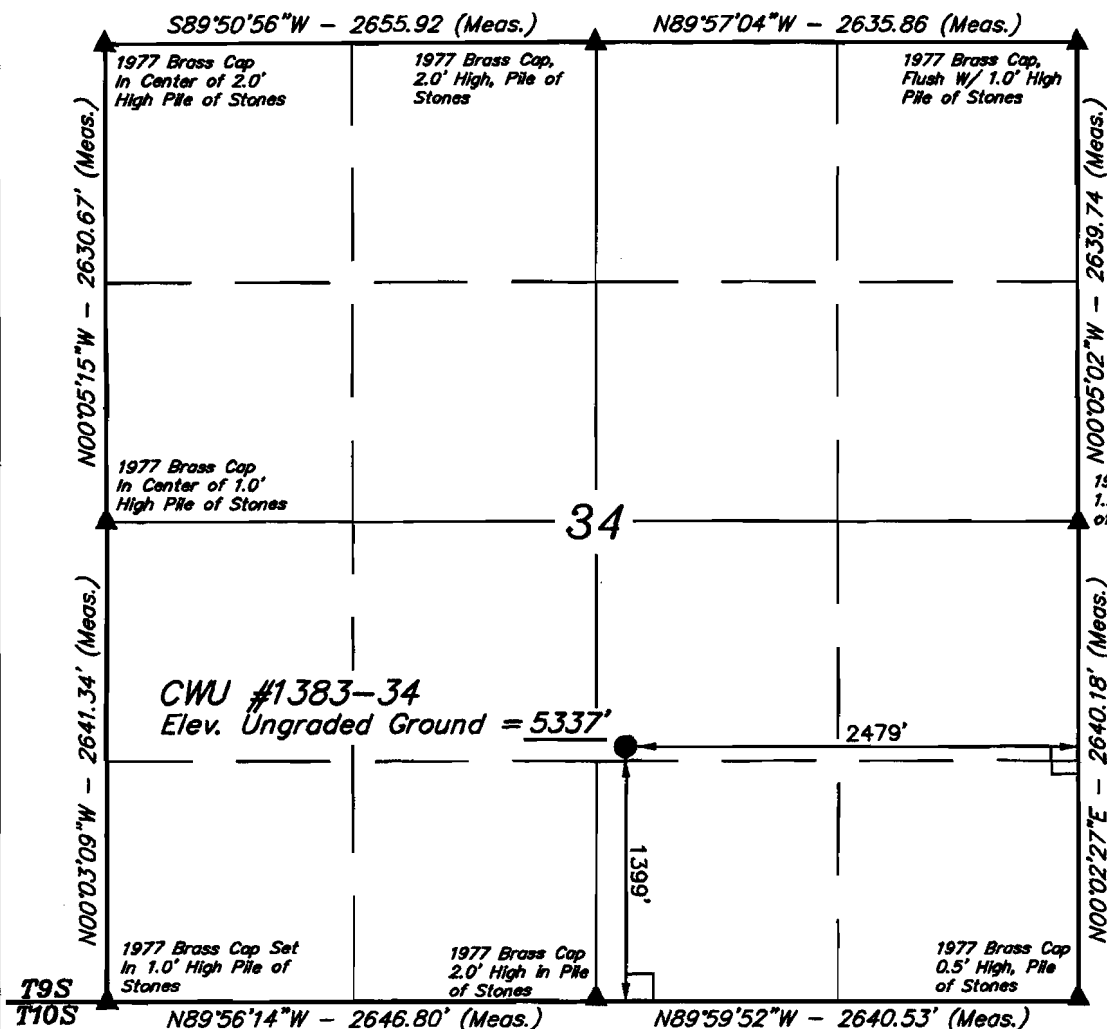 S89°50'56"W - 2655.92 (Meas.)
N89°57'04"W - 2635.86 (Meas.)
1977 Brass Cap
In Center of 2.0'
High Pile of Stones
1977 Brass Cap,
2.0' High, Pile of
Stones
1977 Brass Cap,
Flush W/ 1.0' High
Pile of Stones
N00°05'15"W - 2630.67' (Meas.)
N00°05'02"W - 2639.74 (Meas.)
1977 Brass Cap
In Center of 1.0'
High Pile of Stones
34
N00°03'09"W - 2641.34' (Meas.)
N00°02'27"E - 2640.18' (Meas.)
CWU #1383-34
Elev. Ungraded Ground = 5337'
2479'
1399'
1977 Brass Cap Set
In 1.0' High Pile of
Stones
1977 Brass Cap
2.0' High in Pile
of Stones
1977 Brass Cap
0.5' High, Pile
of Stones
T9S
T10S
N89°56'14"W - 2646.80' (Meas.)
N89°59'52"W - 2640.53' (Meas.)